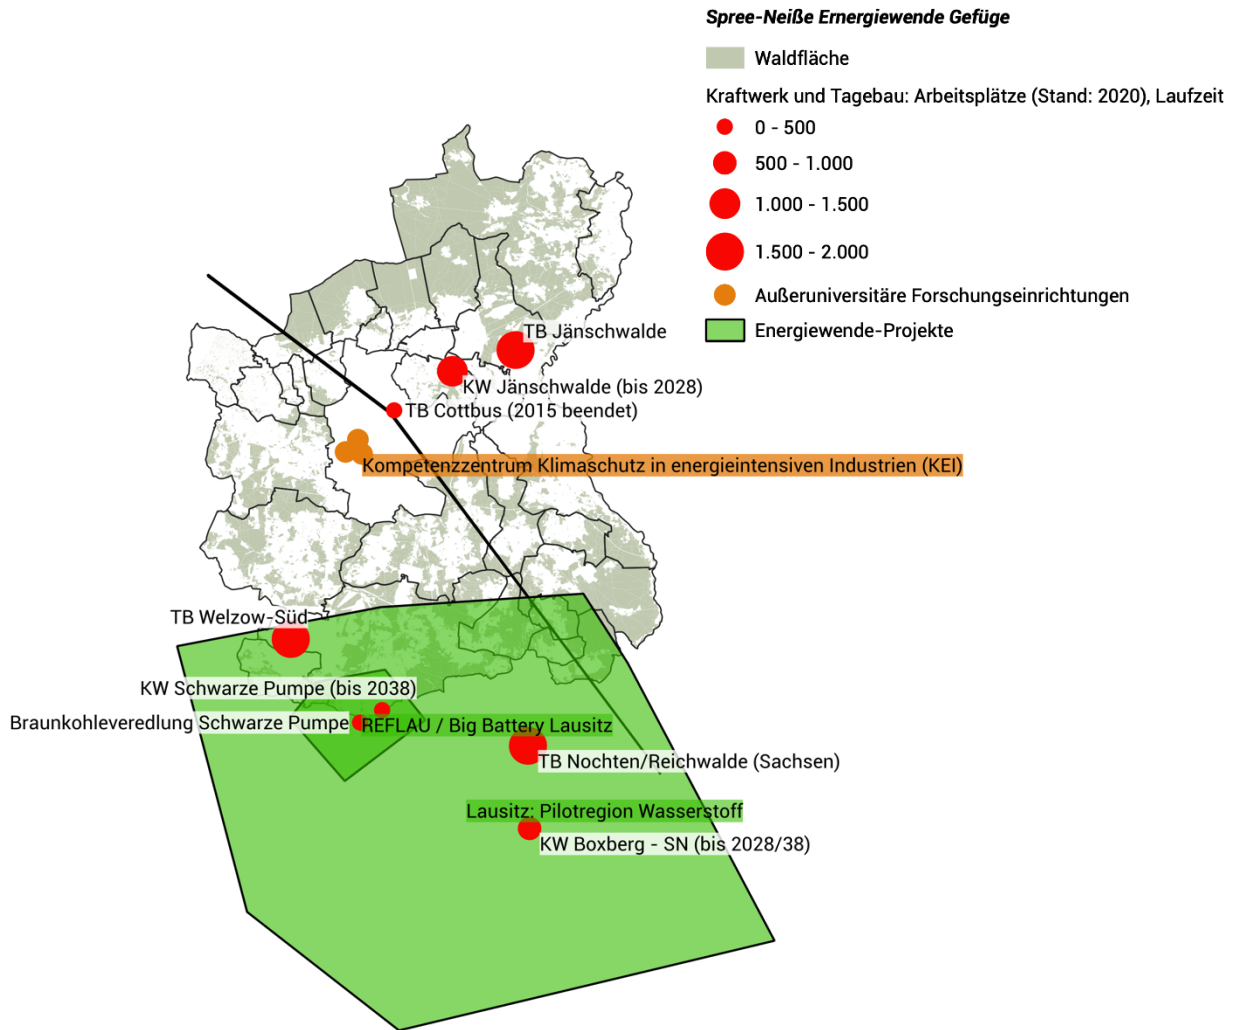 Spree-Neiße Ernergiewende Gefüge
Waldfläche
Kraftwerk und Tagebau: Arbeitsplätze (Stand: 2020), Laufzeit
0 - 500
500 - 1.000
1.000 - 1.500
1.500 - 2.000
Außeruniversitäre Forschungseinrichtungen
Energiewende-Projekte
TB Jänschwalde
KW Jänschwalde (bis 2028)
TB Cottbus (2015 beendet)
Kompetenzzentrum Klimaschutz in energieintensiven Industrien (KEI)
TB Welzow-Süd
KW Schwarze Pumpe (bis 2038)
Braunkohleveredlung Schwarze Pumpe
REFLAU / Big Battery Lausitz
TB Nochten/Reichwalde (Sachsen)
Lausitz: Pilotregion Wasserstoff
KW Boxberg - SN (bis 2028/38)